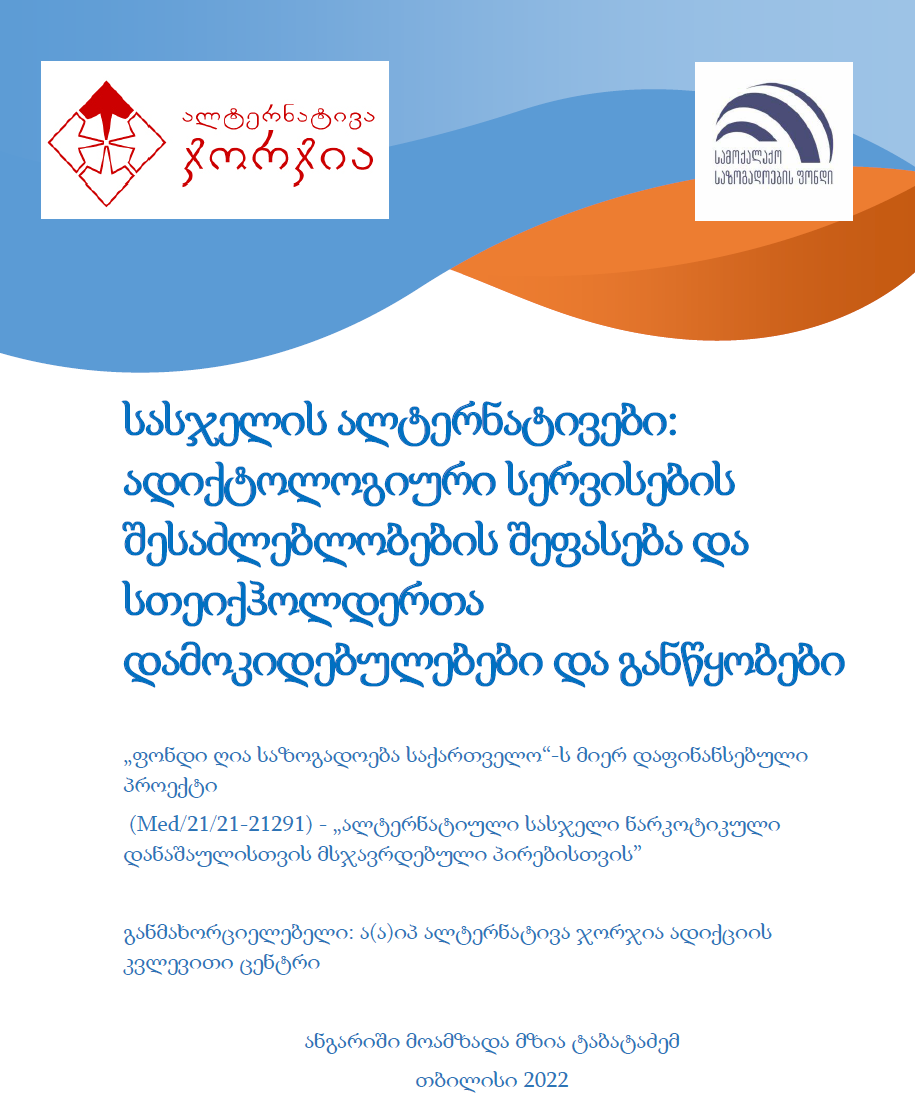 ალტერნატივა
ჯორჯია
სამოქალაქო
საზოგადოების ფონდი
სასჯელის ალტერნატივები:
ადიქტოლოგიური სერვისების
შესაძლებლობების შეფასება და
სთეიქჰოლდერთა
დამოკიდებულებები და განწყობები
„ფონდი ღია საზოგადოება საქართველო“-ს მიერ დაფინანსებული
პროექტი
(Med/21/21-21291) - „ალტერნატიული სასჯელი ნარკოტიკული
დანაშაულისთვის მსჯავრდებული პირებისთვის”
განმახორციელებელი: ა(ა)იპ ალტერნატივა ჯორჯია ადიქციის
კვლევითი ცენტრი
ანგარიში მოამზადა მზია ტაბატაძემ
თბილისი 2022